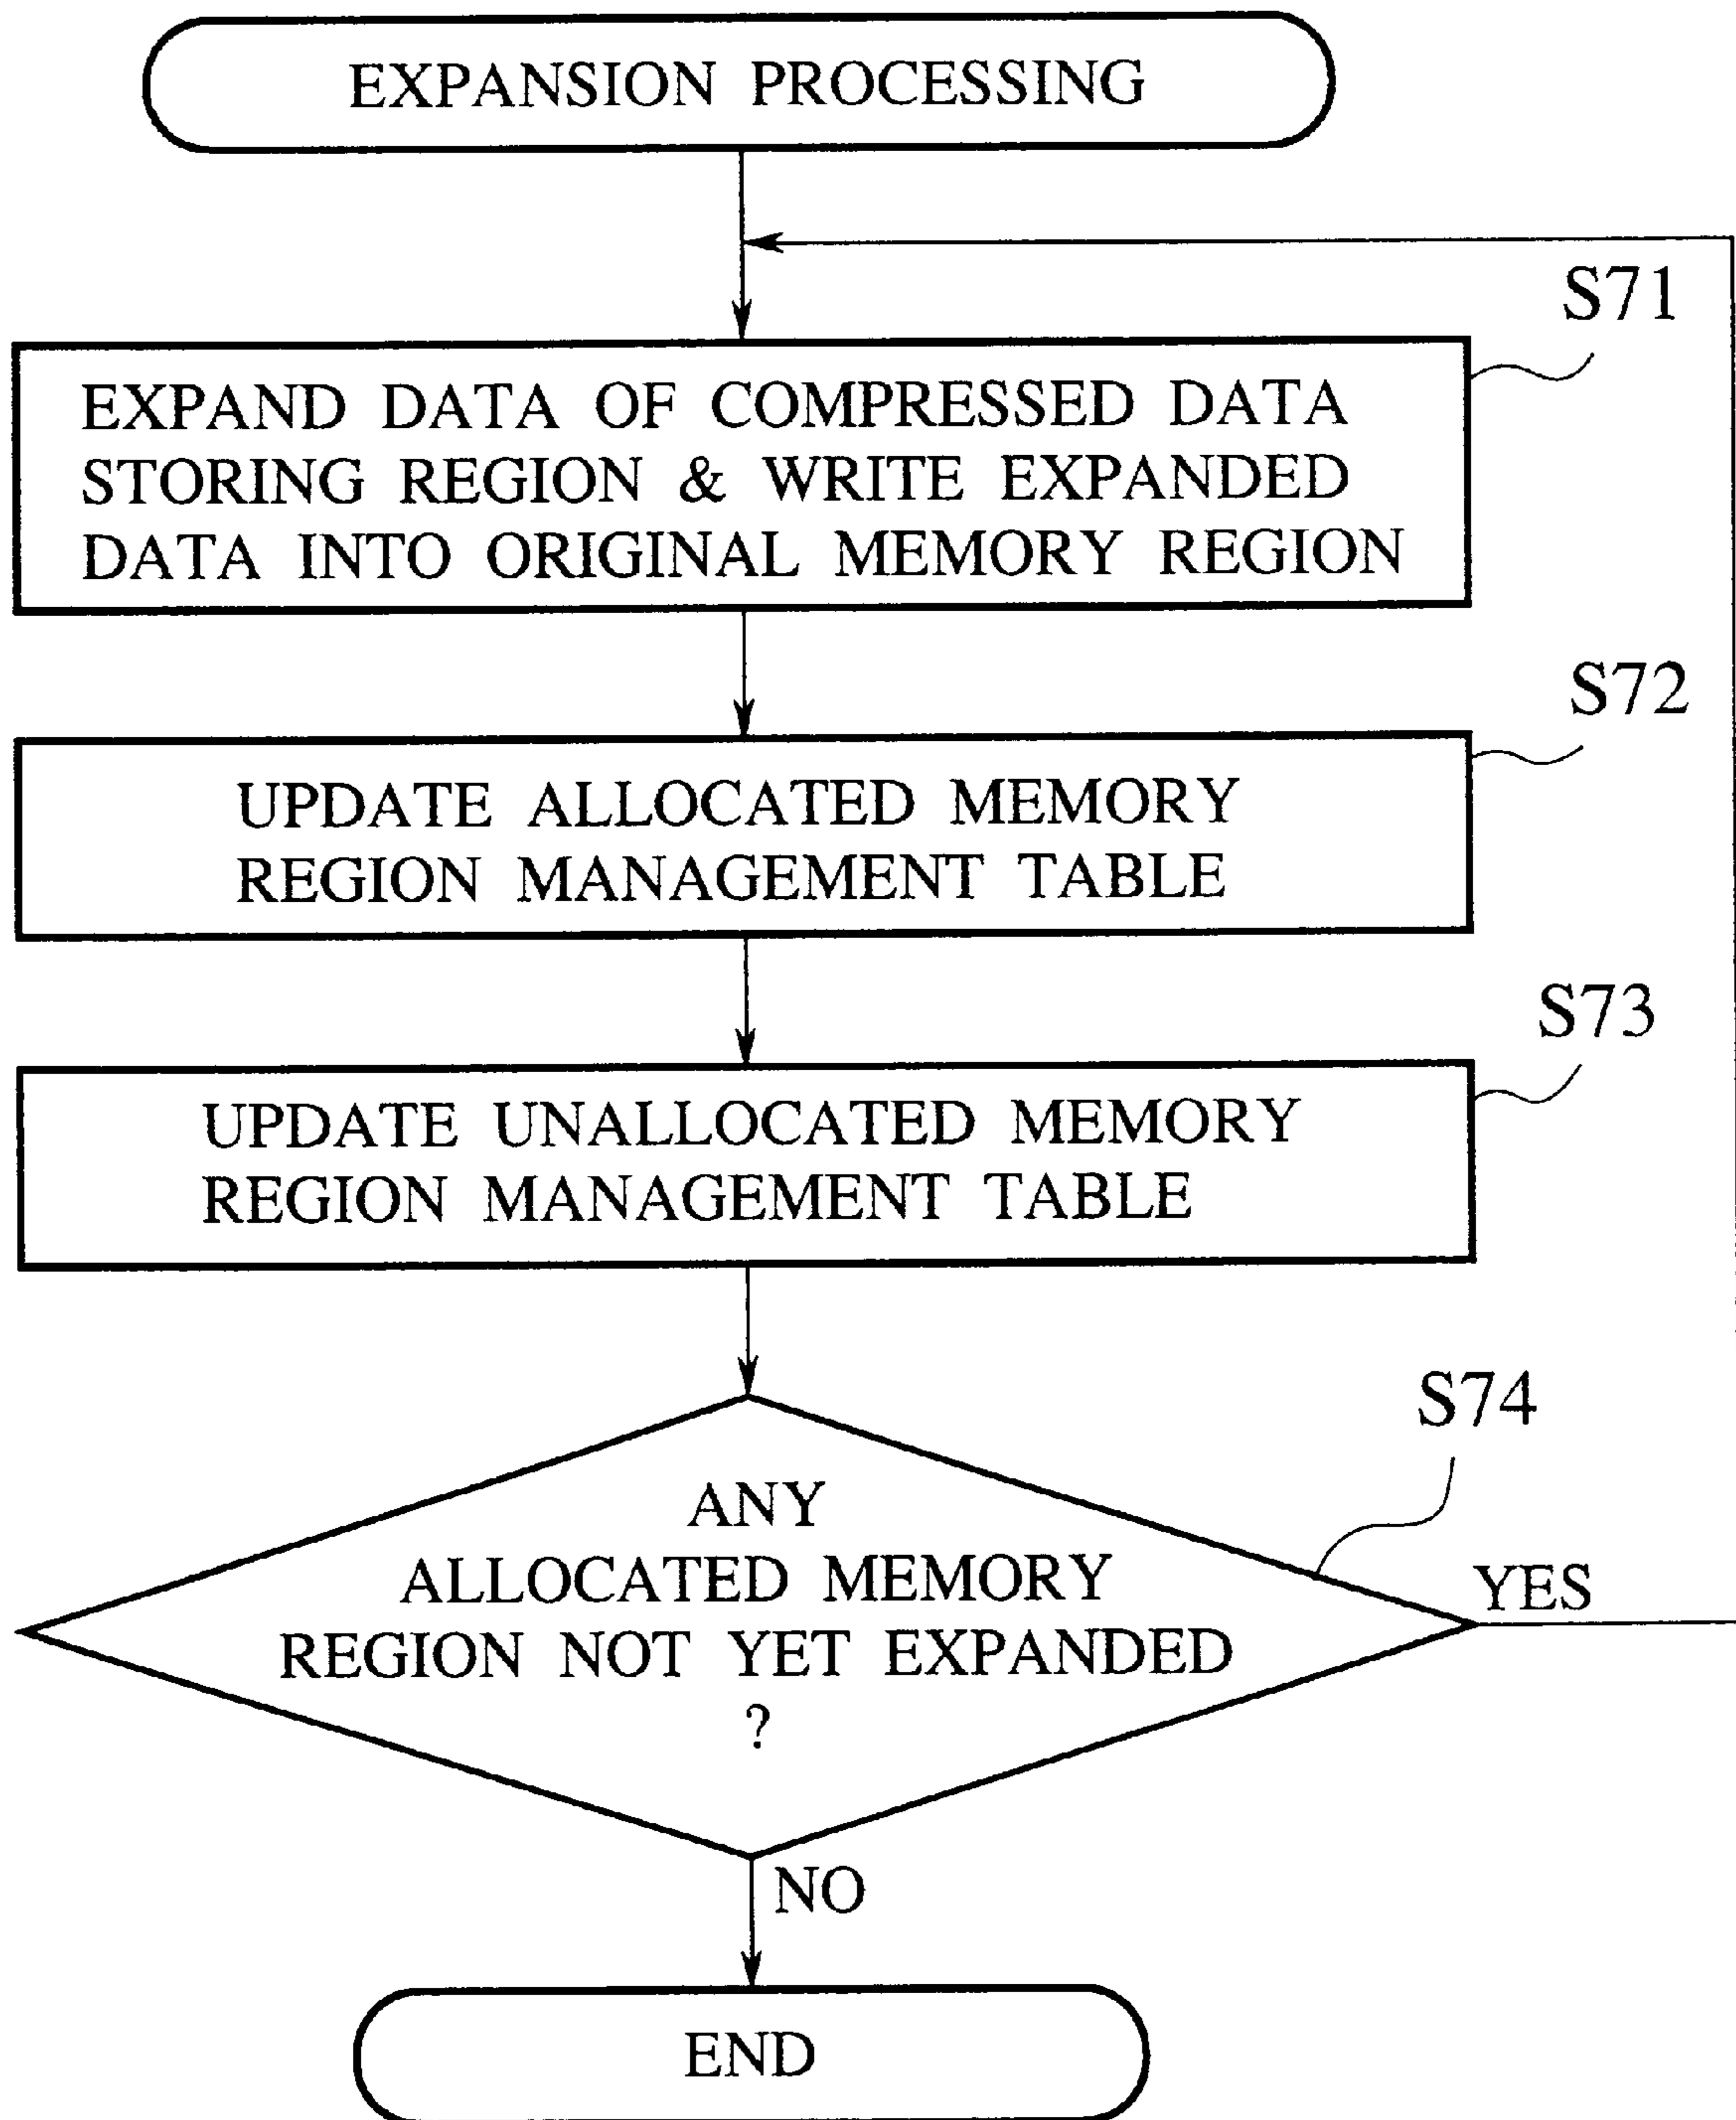 EXPANSION PROCESSING
S71
EXPAND DATA OF COMPRESSED DATA
STORING REGION & WRITE EXPANDED
DATA INTO ORIGINAL MEMORY REGION
S72
UPDATE ALLOCATED MEMORY
REGION MANAGEMENT TABLE
S73
UPDATE UNALLOCATED MEMORY
REGION MANAGEMENT TABLE
S74
ANY
ALLOCATED MEMORY
REGION NOT YET EXPANDED
?
YES
NO
END